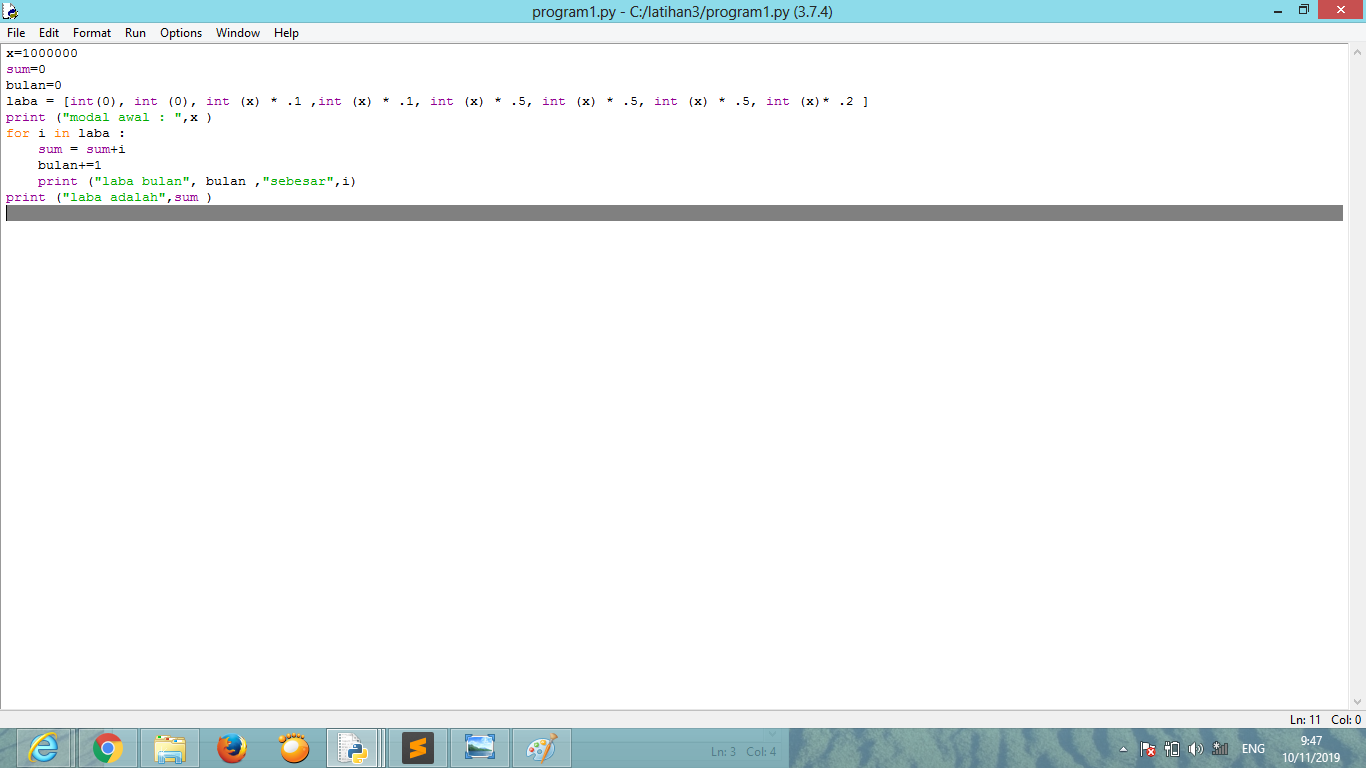 program1.py - C:/latihan3/program1.py (3.7.4)
File Edit Format Run Options Window Help
x=1000000
sum=0
bulan=0
laba = [int(0), int (0), int (x) * .1 ,int (x) * .1, int (x) * .5, int (x) * .5, int (x) * .5, int (x)* .2 ]
print ("modal awal : ",x )
for i in laba :
    sum = sum+i
    bulan+=1
    print ("laba bulan", bulan ,"sebesar",i)
print ("laba adalah",sum )
Ln: 11 Col: 0
Ln: 3 Col: 4
ENG
9:47
10/11/2019